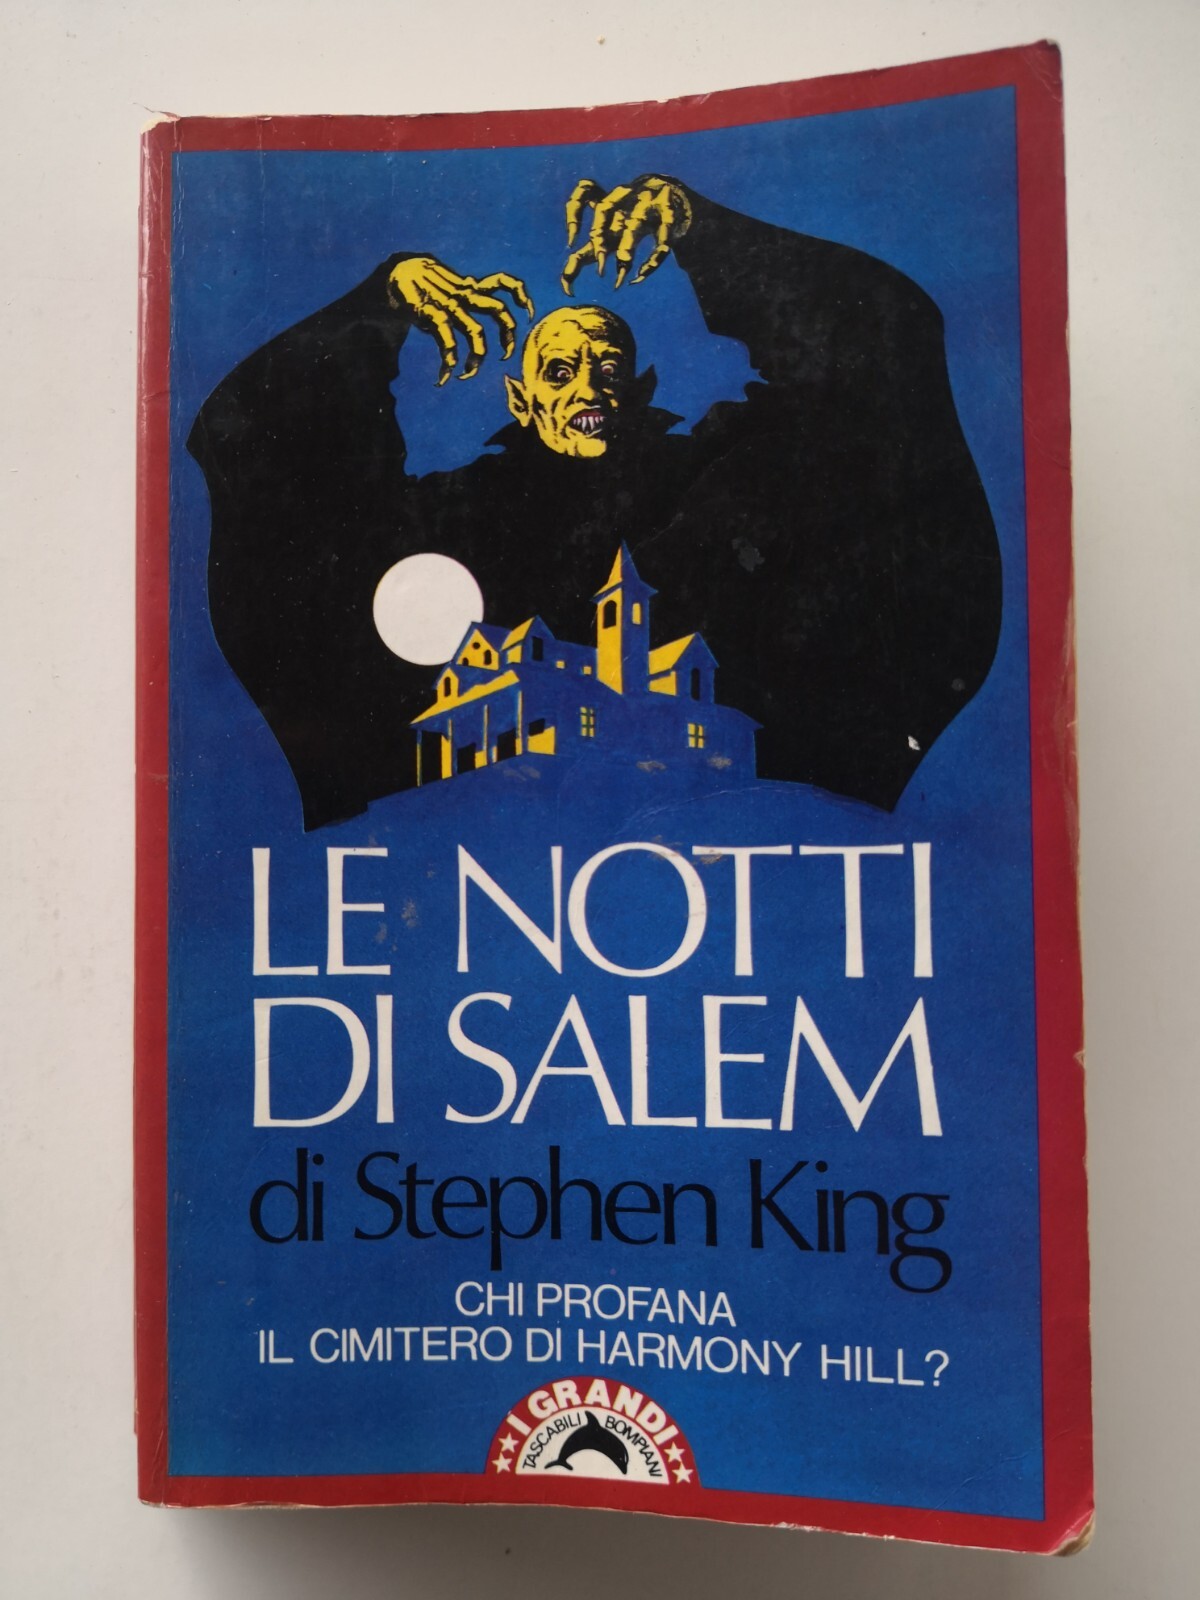 LE NOTTI
DI SALEM
di Stephen King
CHI PROFANA
IL CIMITERO DI HARMONY HILL?
I GRANDI
TASCABILI BOMPIANI